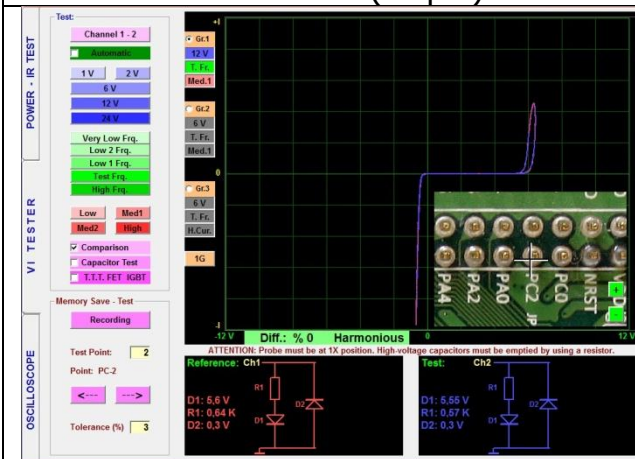 POWER - IR TEST
VI TESTER
OSCILLOSCOPE
Test:
Channel 1 - 2
Automatic
1 V
2 V
6 V
12 V
24 V
Very Low Frq.
Low 2 Frq.
Low 1 Frq.
Test Frq.
High Frq.
Low
Med1
Med2
High
Comparison
Capacitor Test
T.T.T. FET IGBT
Memory Save - Test
Recording
Test Point: 2
Point: PC-2
<---
--->
Tolerance (%) 3
Gr.1
12 V
T. Fr.
Med.1
Gr.2
6 V
T. Fr.
Med.1
Gr.3
6 V
T. Fr.
H.Cur.
1G
+I
0
-I
-12 V
0
12 V
PA4
PA2
PA0
PC2
PC0
NRST
JP
+
-
Diff.: % 0 Harmonious
ATTENTION: Probe must be at 1X position. High-voltage capacitors must be emptied by using a resistor.
Reference: Ch1
R1
D1
D2
D1: 5,6 V
R1: 0,64 K
D2: 0,3 V
Test: Ch2
R1
D1
D2
D1: 5,55 V
R1: 0,57 K
D2: 0,3 V